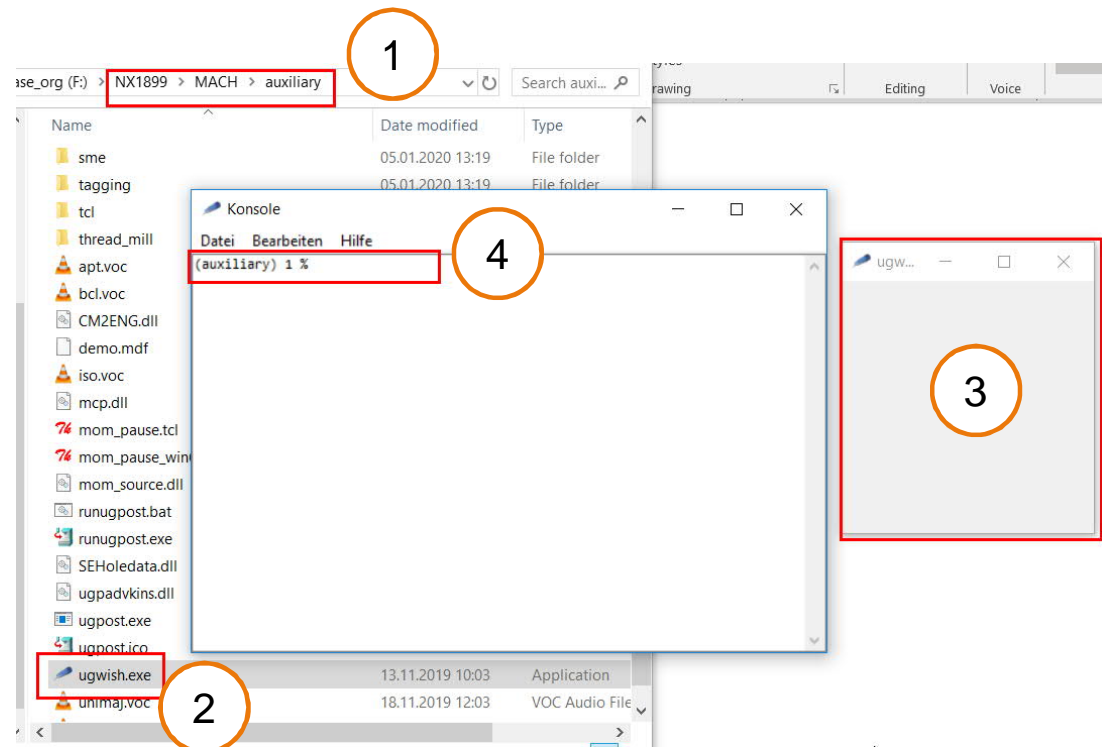 1
ase_org (F:) > NX1899 > MACH > auxiliary
Search auxi...
rawing
Editing
Voice
Name
Date modified
Type
sme
05.01.2020 13:19
File folder
tagging
05.01.2020 13:19
File folder
tcl
thread_mill
apt.voc
bcl.voc
CM2ENG.dll
demo.mdf
iso.voc
mcp.dll
mom_pause.tcl
mom_pause_win
mom_source.dll
runugpost.bat
runugpost.exe
SEHoledata.dll
ugpadvkins.dll
ugpost.exe
ugpost.ico
ugwish.exe
13.11.2019 10:03
Application
unimaj.voc
18.11.2019 12:03
VOC Audio File
2
Konsole
Datei Bearbeiten Hilfe
(auxiliary) 1 %
4
ugw...
3